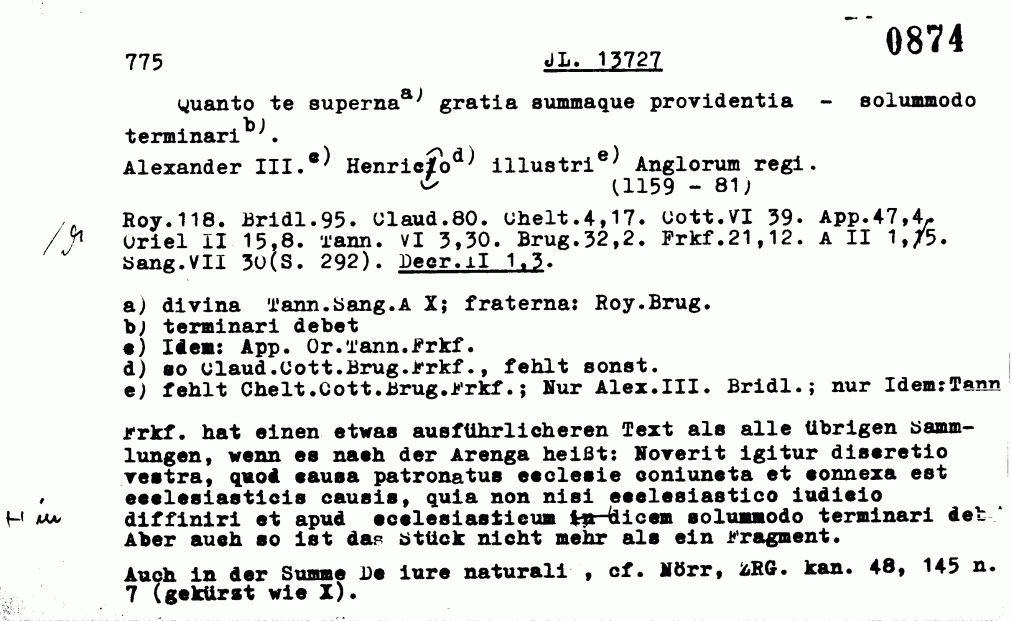 0874
775 JL. 13727
Quanto te superna a) gratia summaque providentia - solummodo
terminari b).
Alexander III. c) Henrico d) illustri e) Anglorum regi.
(1159 - 81)
Roy.118. Bridl.95. Claud.80. Chelt.4,17. Cott.VI 39. App.47,4.
Oriel II 15,8. Tann. VI 3,30. Brug.32,2. Frkf.21,12. A II 1,15.
Sang.VII 30(S. 292). Decr.II 1,3.
a) divina Tann.Sang.A X; fraterna: Roy.Brug.
b) terminari debet
c) Idem: App. Or.Tann.Frkf.
d) so Claud.Cott.Brug.Frkf., fehlt sonst.
e) fehlt Chelt.Cott.Brug.Frkf.; Nur Alex.III. Bridl.; nur Idem:Tann
Frkf. hat einen etwas ausführlicheren Text als alle übrigen Samm-
lungen, wenn es nach der Arenga heißt: Noverit igitur discretio
vestra, quod causa patronatus ecclesie coniuncta et connexa est
ecclesiasticis causis, quia non nisi ecclesiastico iudicio
diffiniri et apud ecclesiasticum iudicem solummodo terminari deb
Aber auch so ist das Stück nicht mehr als ein Fragment.
Auch in der Summe De iure naturali , cf. Nörr, ZRG. kan. 48, 145 n.
7 (gekürzt wie X).